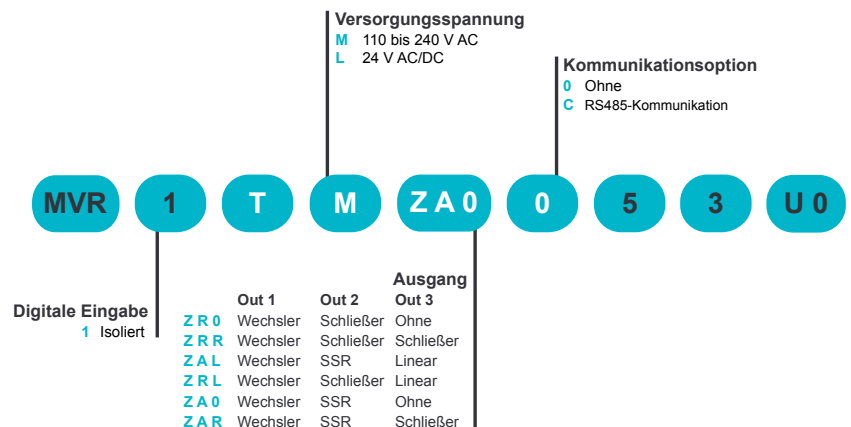 Versorgungsspannung
M 110 bis 240 V AC
L 24 V AC/DC
Kommunikationsoption
0 Ohne
C RS485-Kommunikation
MVR 1 T M Z A 0 0 5 3 U 0
Digitale Eingabe
1 Isoliert
Ausgang
Out 1 Out 2 Out 3
Z R 0 Wechsler Schließer Ohne
Z R R Wechsler Schließer Schließer
Z A L Wechsler SSR Linear
Z R L Wechsler Schließer Linear
Z A 0 Wechsler SSR Ohne
Z A R Wechsler SSR Schließer